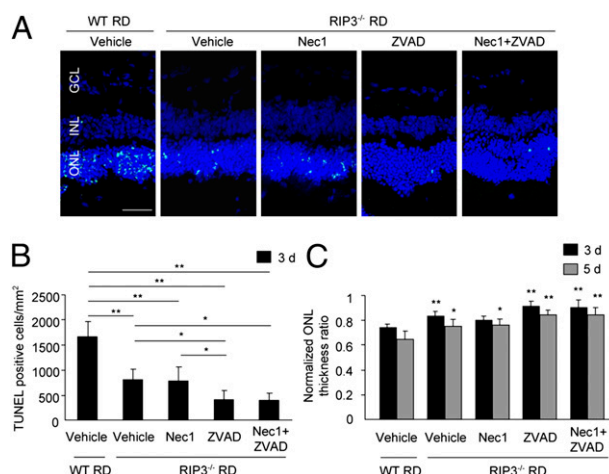 A
WT RD
RIP3-/- RD
Vehicle
Vehicle
Nec1
ZVAD
Nec1+ZVAD
GCL
INL
ONL
B
3 d
**
**
**
**
*
*
*
TUNEL positive cells/mm²
2500
2000
1500
1000
500
0
Vehicle
Vehicle
Nec1
ZVAD
Nec1+
ZVAD
WT RD
RIP3-/- RD
C
3 d
5 d
**
*
*
**
**
**
**
Normalized ONL
thickness ratio
1
0.8
0.6
0.4
0.2
0
Vehicle
Vehicle
Nec1
ZVAD
Nec1+
ZVAD
WT RD
RIP3-/- RD